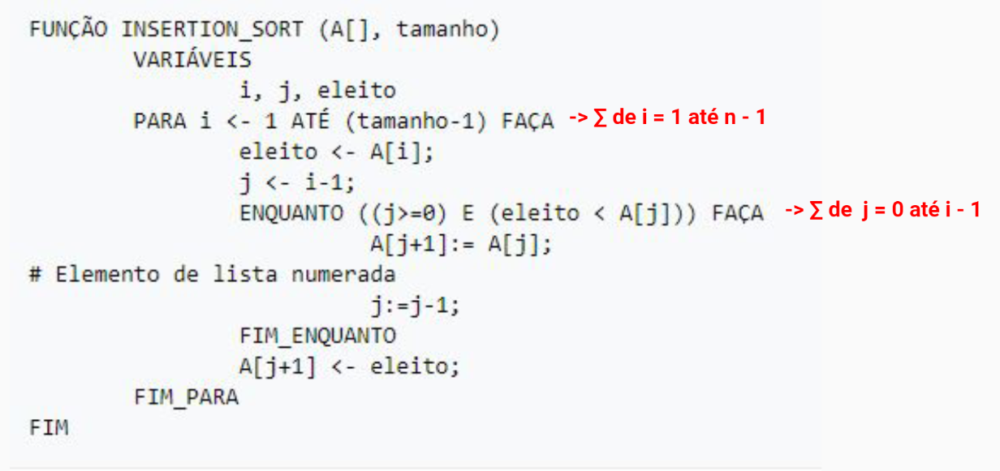 FUNÇÃO INSERTION_SORT (A[], tamanho)
VARIÁVEIS
i, j, eleito
PARA i <- 1 ATÉ (tamanho-1) FAÇA -> ∑ de i = 1 até n - 1
eleito <- A[i];
j <- i-1;
ENQUANTO ((j>=0) E (eleito < A[j])) FAÇA -> ∑ de j = 0 até i - 1
A[j+1]:= A[j];
# Elemento de lista numerada
j:=j-1;
FIM_ENQUANTO
A[j+1] <- eleito;
FIM_PARA
FIM